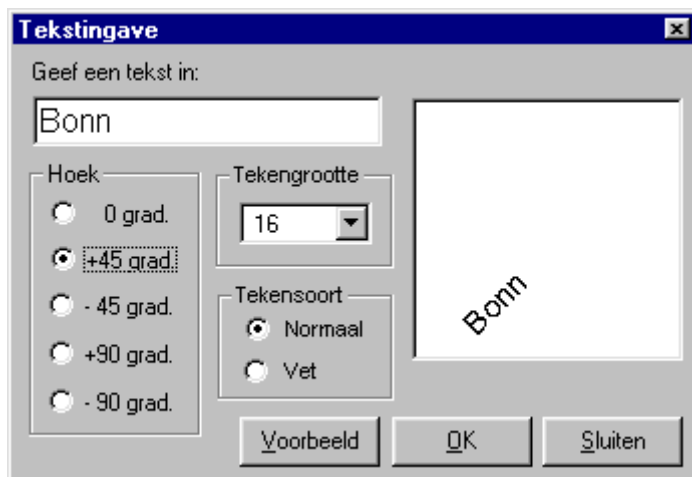 Tekstingave
Geef een tekst in:
Bonn
Hoek
0 grad.
+45 grad.
- 45 grad.
+90 grad.
- 90 grad.
Tekengrootte
16
Tekensoort
Normaal
Vet
Bonn
Voorbeeld
OK
Sluiten